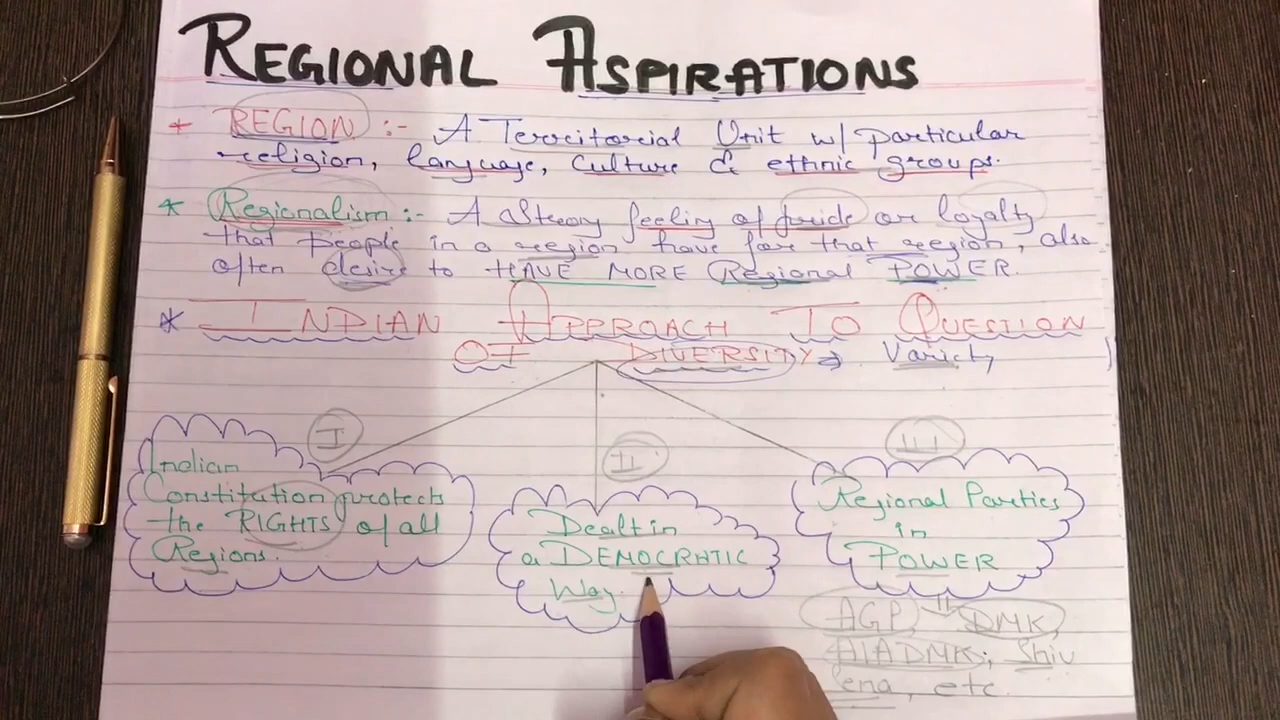 REGIONAL ASPIRATIONS
* REGION :- A Territorial Unit w/ particular
religion, language, Culture & ethnic groups.
* Regionalism :- A strong feeling of pride or loyalty
that people in a region have for that region, also
often desire to HAVE MORE Regional POWER.
* INDIAN APPROACH TO QUESTION
OF DIVERSITY → Variety
I
II
III
Indian
Constitution protects
the RIGHTS of all
Regions.
Dealt in
a DEMOCRATIC
Way.
Regional Parties
in
POWER
AGP, DMK,
AIADMK, Shiv
Sena, etc.